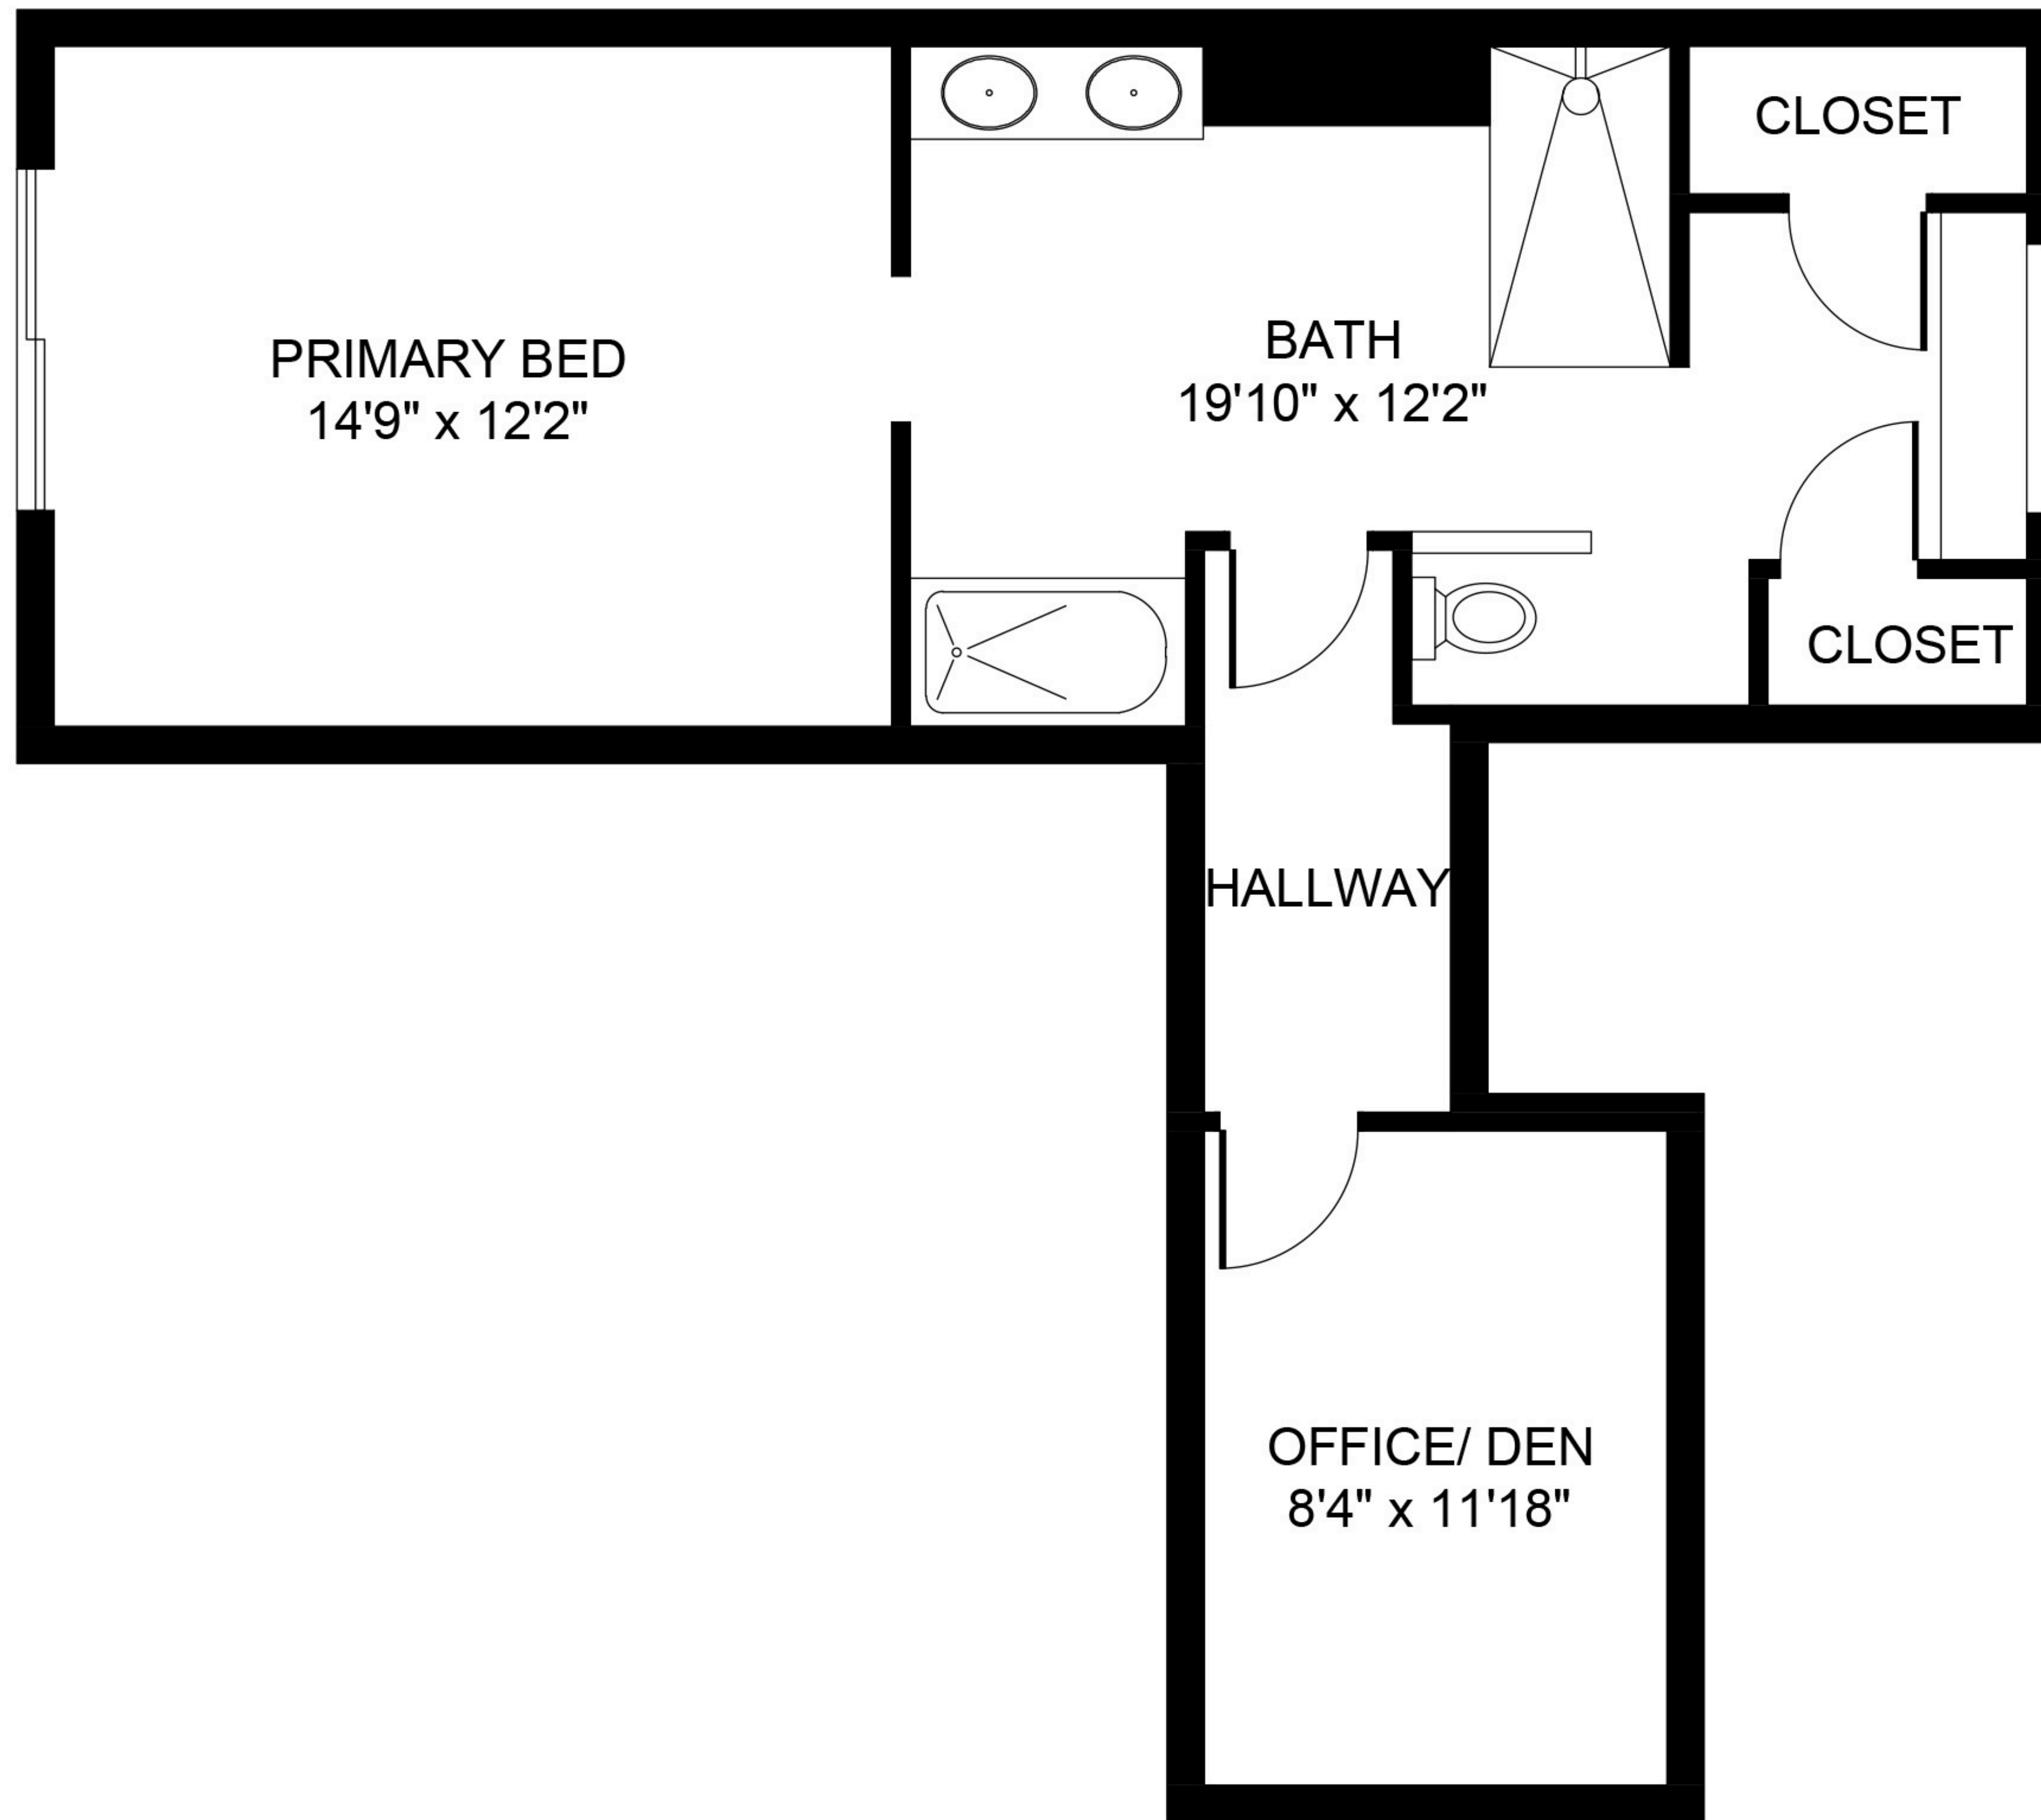 CLOSET
PRIMARY BED
14'9" x 12'2"
BATH
19'10" x 12'2"
CLOSET
HALLWAY
OFFICE/ DEN
8'4" x 11'18"